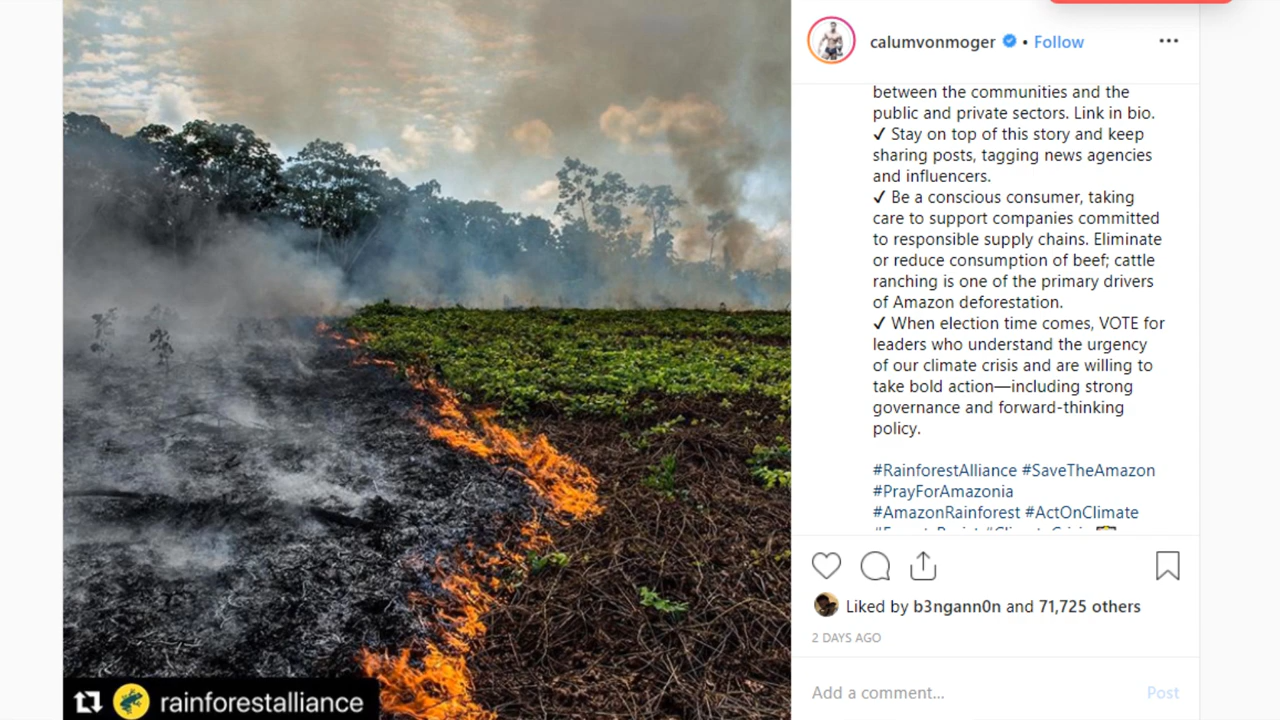 calumvonmoger • Follow
between the communities and the
public and private sectors. Link in bio.
✓ Stay on top of this story and keep
sharing posts, tagging news agencies
and influencers.
✓ Be a conscious consumer, taking
care to support companies committed
to responsible supply chains. Eliminate
or reduce consumption of beef; cattle
ranching is one of the primary drivers
of Amazon deforestation.
✓ When election time comes, VOTE for
leaders who understand the urgency
of our climate crisis and are willing to
take bold action—including strong
governance and forward-thinking
policy.
#RainforestAlliance #SaveTheAmazon
#PrayForAmazonia
#AmazonRainforest #ActOnClimate
Liked by b3ngann0n and 71,725 others
2 DAYS AGO
Add a comment... Post
rainforestalliance